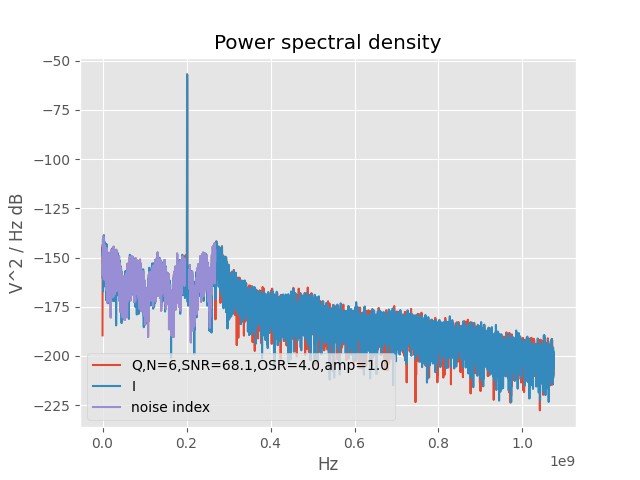 Power spectral density
V^2 / Hz dB
−50
−75
−100
−125
−150
−175
−200
−225
Q,N=6,SNR=68.1,OSR=4.0,amp=1.0
I
noise index
0.0 0.2 0.4 0.6 0.8 1.0
1e9
Hz